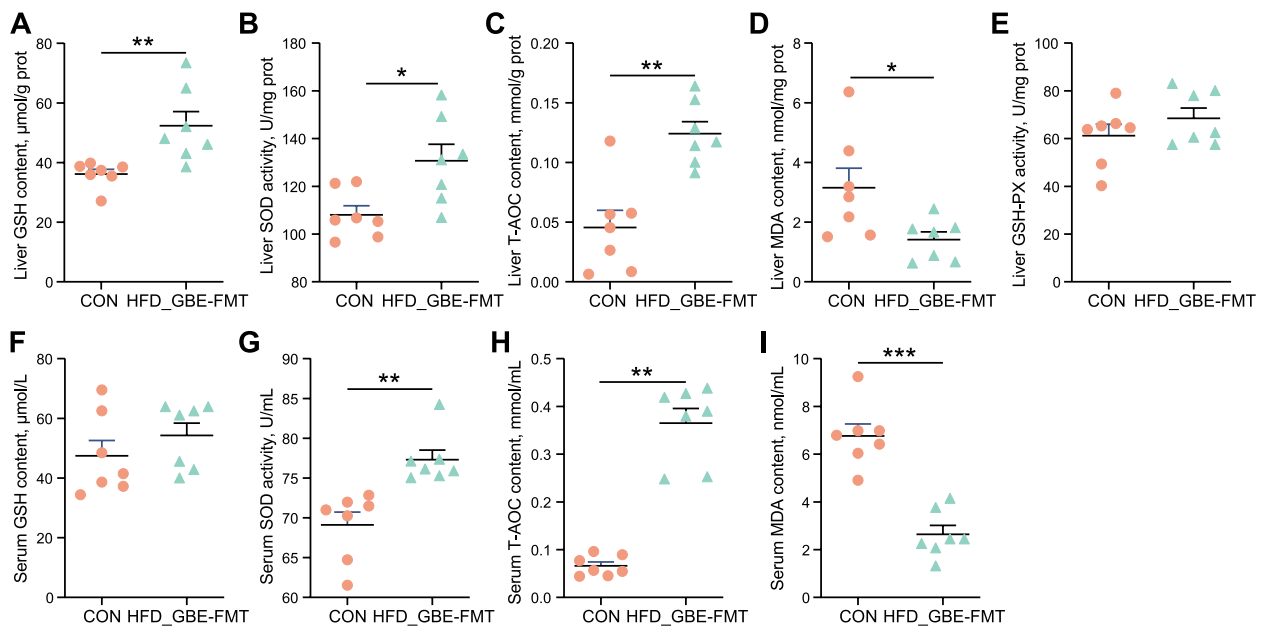 A
Liver GSH content, μmol/g prot
80
60
40
20
0
**
CON HFD_GBE-FMT
B
Liver SOD activity, U/mg prot
180
160
140
120
100
80
*
CON HFD_GBE-FMT
C
Liver T-AOC content, mmol/g prot
0.20
0.15
0.10
0.05
0.00
**
CON HFD_GBE-FMT
D
Liver MDA content, nmol/mg prot
8
6
4
2
0
*
CON HFD_GBE-FMT
E
Liver GSH-PX activity, U/mg prot
100
80
60
40
20
0
CON HFD_GBE-FMT
F
Serum GSH content, μmol/L
80
60
40
20
0
CON HFD_GBE-FMT
G
Serum SOD activity, U/mL
90
85
80
75
70
65
60
**
CON HFD_GBE-FMT
H
Serum T-AOC content, mmol/mL
0.5
0.4
0.3
0.2
0.1
0.0
**
CON HFD_GBE-FMT
I
Serum MDA content, nmol/mL
10
8
6
4
2
0
***
CON HFD_GBE-FMT